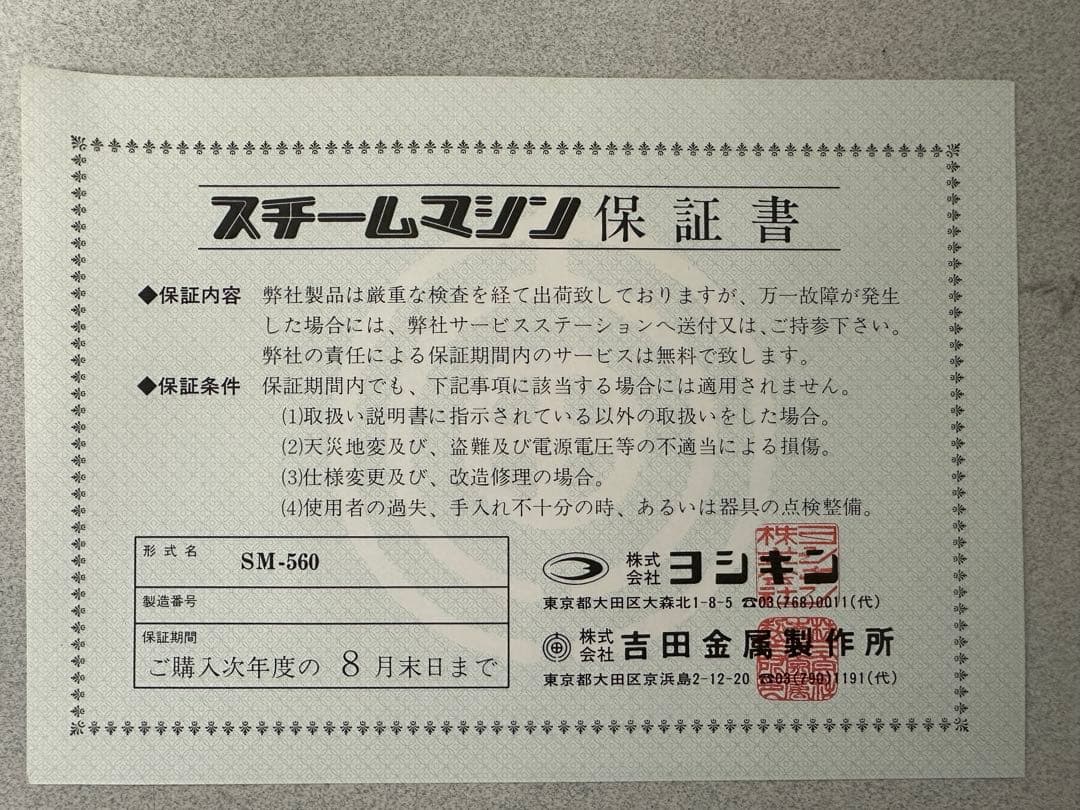 スチームマシン保証書
◆保証内容 弊社製品は厳重な検査を経て出荷致しておりますが、万一故障が発生
した場合には、弊社サービスステーションへ送付又は、ご持参下さい。
弊社の責任による保証期間内のサービスは無料で致します。
◆保証条件 保証期間内でも、下記事項に該当する場合には適用されません。
(1)取扱い説明書に指示されている以外の取扱いをした場合。
(2)天災地変及び、盗難及び電源電圧等の不適当による損傷。
(3)仕様変更及び、改造修理の場合。
(4)使用者の過失、手入れ不十分の時、あるいは器具の点検整備。
形式名 SM-560
製造番号
保証期間
ご購入次年度の 8 月末日まで
株式会社 ヨシキン
東京都大田区大森北1-8-5 ☎03(768)0011(代)
株式会社 吉田金属製作所
東京都大田区京浜島2-12-20 ☎03(790)1191(代)